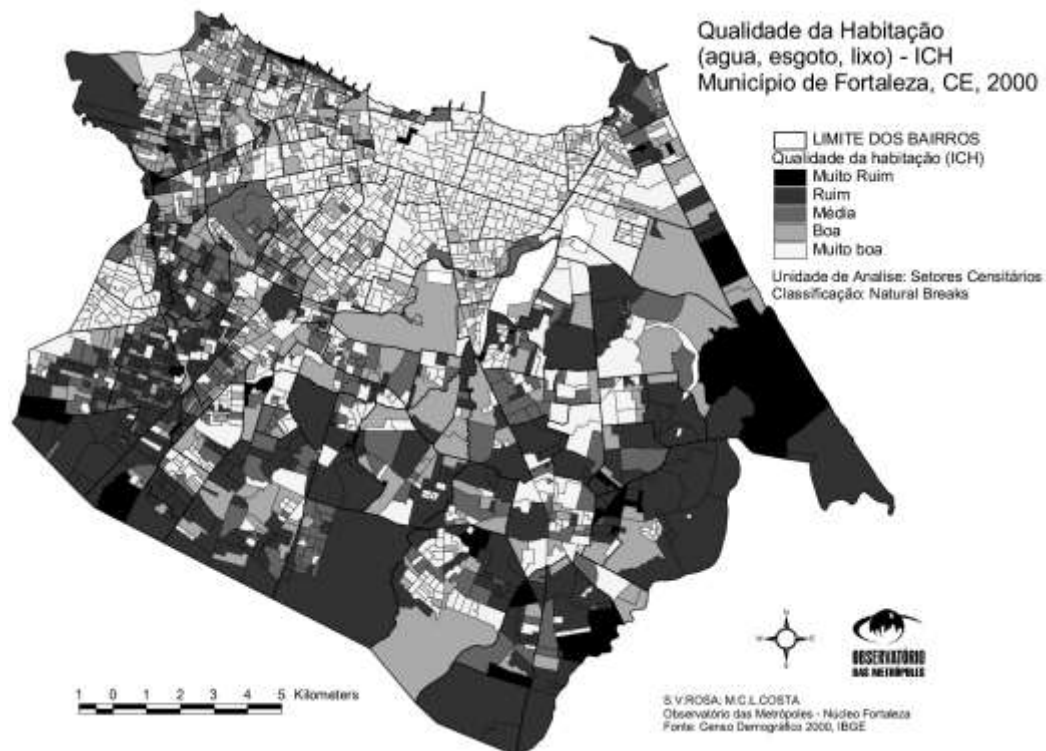 Qualidade da Habitação
(agua, esgoto, lixo) - ICH
Município de Fortaleza, CE, 2000
LIMITE DOS BAIRROS
Qualidade da habitação (ICH)
Muito Ruim
Ruim
Média
Boa
Muito boa
Unidade de Analise: Setores Censitários
Classificação: Natural Breaks
N
W
E
S
OBSERVATÓRIO
DAS METRÓPOLES
1 0 1 2 3 4 5 Kilometers
S.V.ROSA; M.C.L.COSTA
Observatório das Metrópoles - Núcleo Fortaleza
Fonte: Censo Demográfico 2000, IBGE